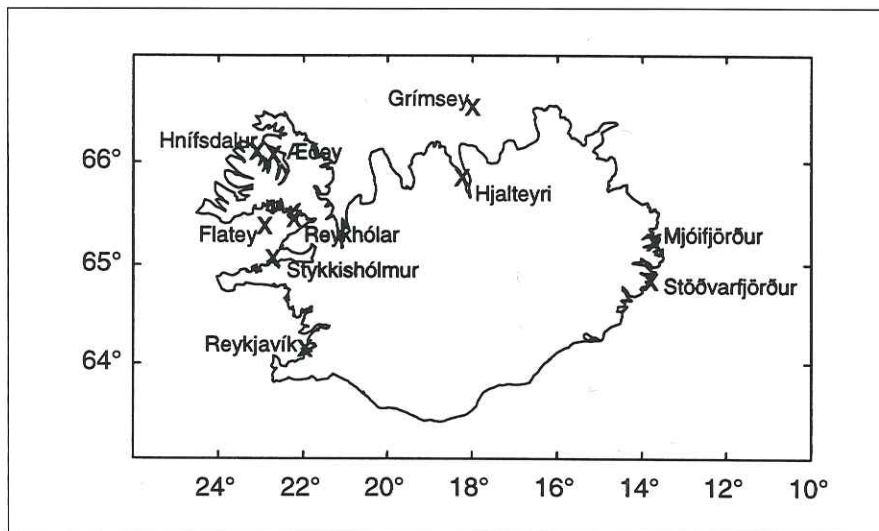 Grímsey
Hnífsdalur
Æðey
66°
Hjalteyri
Flatey
Reykhólar
Mjóifjörður
65°
Stykkishólmur
Stöðvarfjörður
Reykjavík
64°
24° 22° 20° 18° 16° 14° 12° 10°